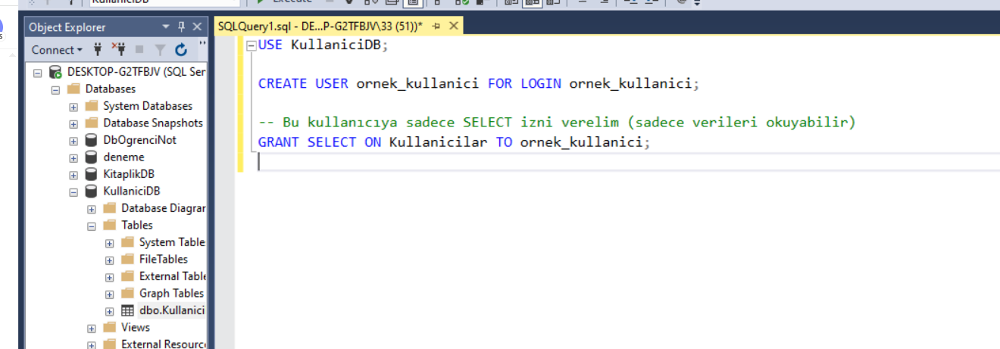 KullaniciDB
Execute
Object Explorer
SQLQuery1.sql - DE...P-G2TFBJV\33 (51))*
Connect
DESKTOP-G2TFBJV (SQL Ser
Databases
System Databases
Database Snapshots
DbOgrenciNot
deneme
KitaplikDB
KullaniciDB
Database Diagrar
Tables
System Table
FileTables
External Table
Graph Tables
dbo.Kullanici
Views
External Resourc
USE KullaniciDB;
CREATE USER ornek_kullanici FOR LOGIN ornek_kullanici;
-- Bu kullanıcıya sadece SELECT izni verelim (sadece verileri okuyabilir)
GRANT SELECT ON Kullanicilar TO ornek_kullanici;